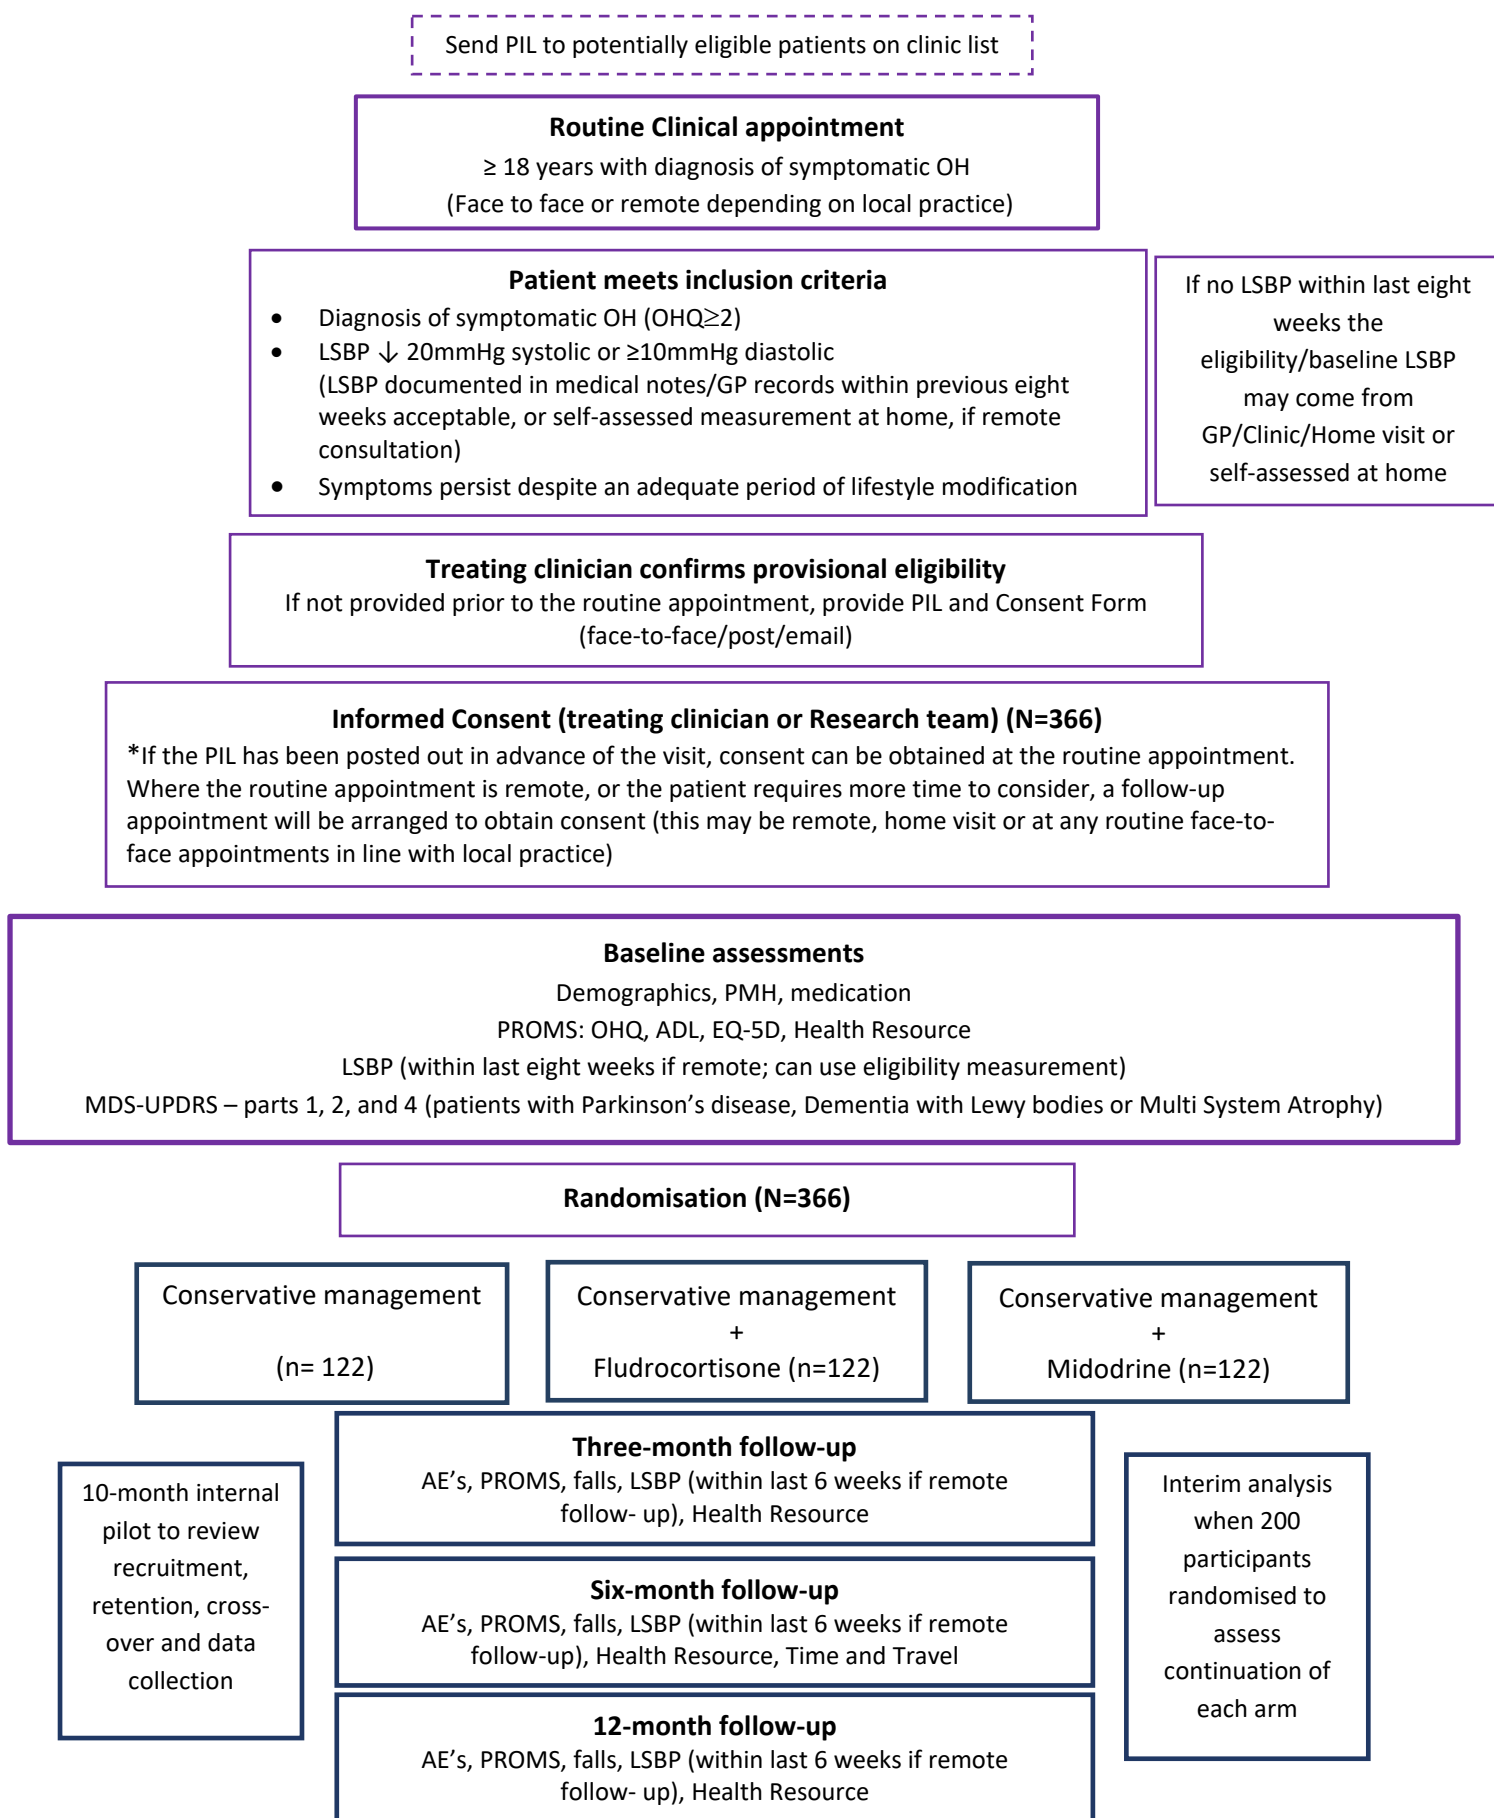 Send PIL to potentially eligible patients on clinic list
Routine Clinical appointment
≥ 18 years with diagnosis of symptomatic OH
(Face to face or remote depending on local practice)
Patient meets inclusion criteria
• Diagnosis of symptomatic OH (OHQ≥2)
• LSBP ↓ 20mmHg systolic or ≥10mmHg diastolic
(LSBP documented in medical notes/GP records within previous eight
weeks acceptable, or self-assessed measurement at home, if remote
consultation)
• Symptoms persist despite an adequate period of lifestyle modification
If no LSBP within last eight
weeks the
eligibility/baseline LSBP
may come from
GP/Clinic/Home visit or
self-assessed at home
Treating clinician confirms provisional eligibility
If not provided prior to the routine appointment, provide PIL and Consent Form
(face-to-face/post/email)
Informed Consent (treating clinician or Research team) (N=366)
*If the PIL has been posted out in advance of the visit, consent can be obtained at the routine appointment.
Where the routine appointment is remote, or the patient requires more time to consider, a follow-up
appointment will be arranged to obtain consent (this may be remote, home visit or at any routine face-to-
face appointments in line with local practice)
Baseline assessments
Demographics, PMH, medication
PROMS: OHQ, ADL, EQ-5D, Health Resource
LSBP (within last eight weeks if remote; can use eligibility measurement)
MDS-UPDRS – parts 1, 2, and 4 (patients with Parkinson's disease, Dementia with Lewy bodies or Multi System Atrophy)
Randomisation (N=366)
Conservative management
(n= 122)
Conservative management
+
Fludrocortisone (n=122)
Conservative management
+
Midodrine (n=122)
Three-month follow-up
AE's, PROMS, falls, LSBP (within last 6 weeks if remote
follow- up), Health Resource
10-month internal
pilot to review
recruitment,
retention, cross-
over and data
collection
Interim analysis
when 200
participants
randomised to
assess
continuation of
each arm
Six-month follow-up
AE's, PROMS, falls, LSBP (within last 6 weeks if remote
follow-up), Health Resource, Time and Travel
12-month follow-up
AE's, PROMS, falls, LSBP (within last 6 weeks if remote
follow- up), Health Resource